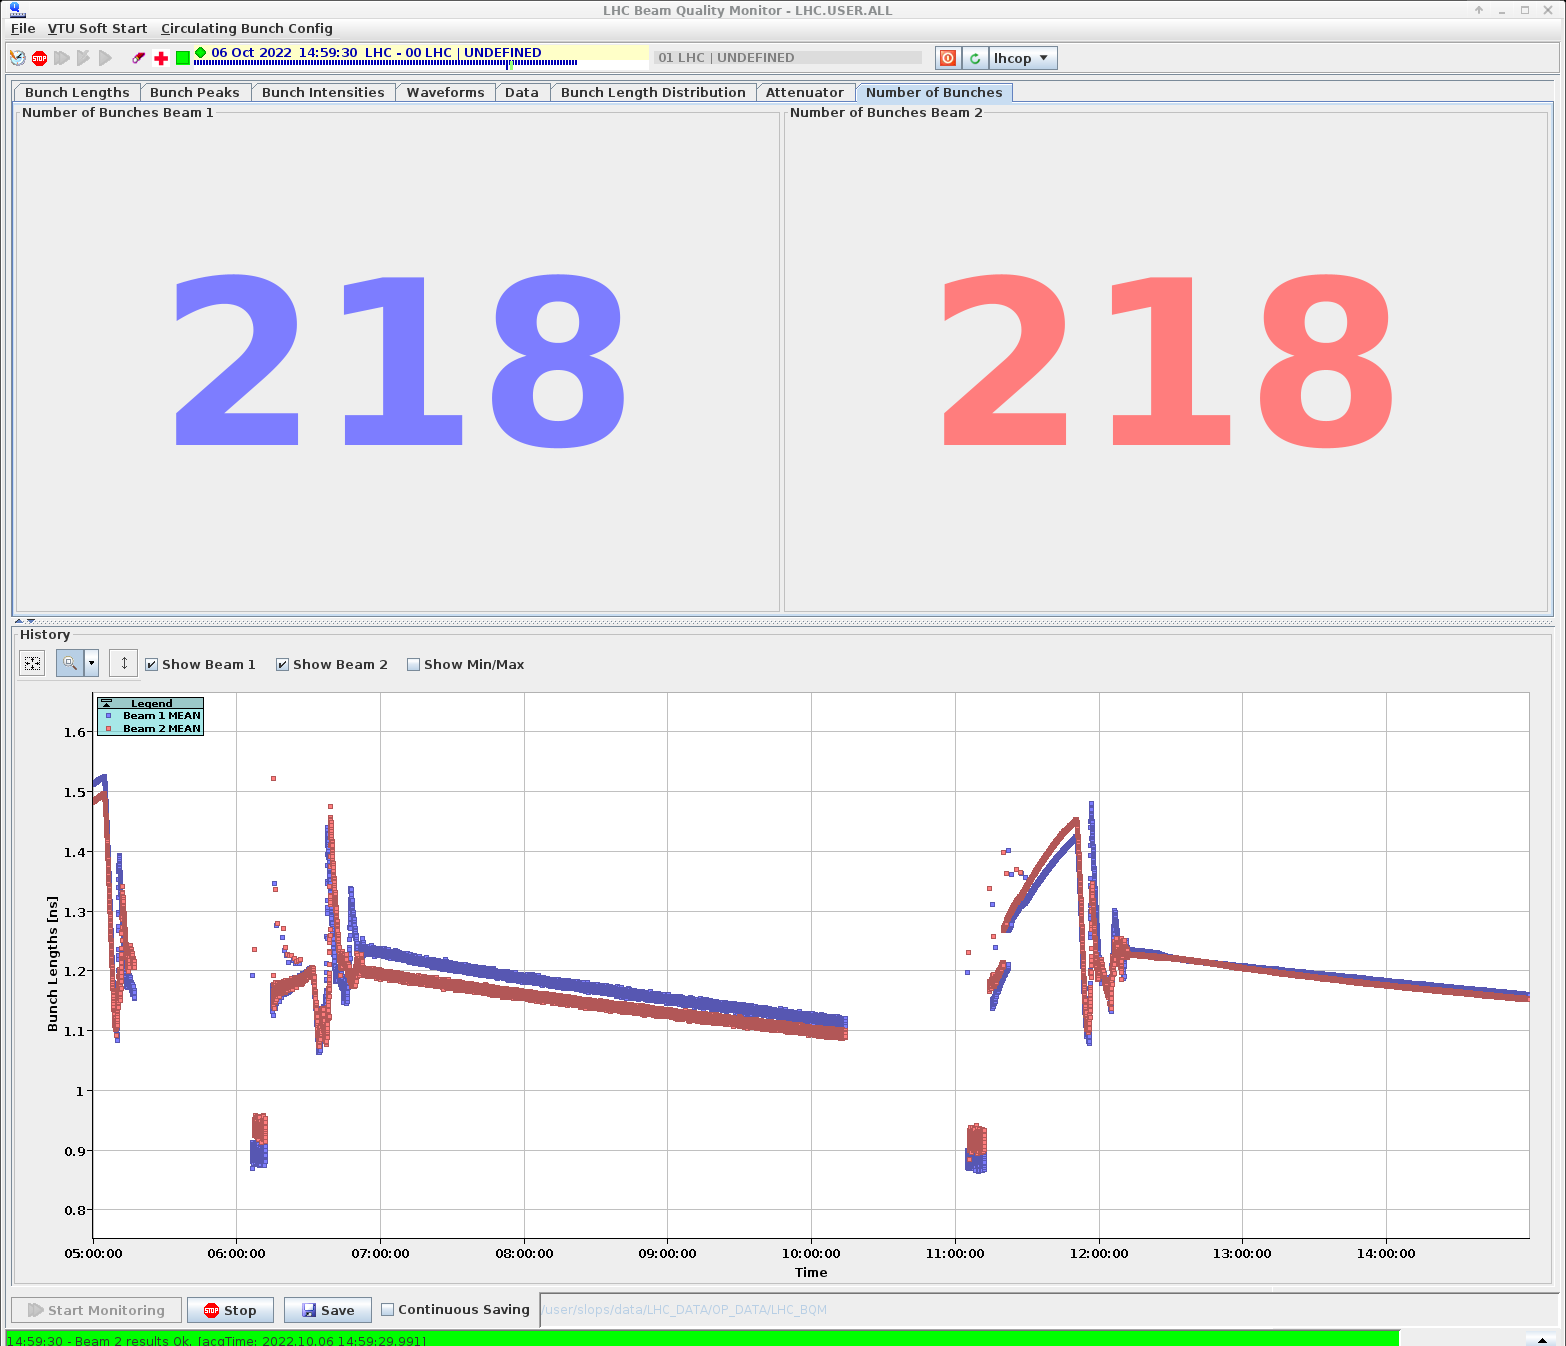 LHC Beam Quality Monitor - LHC.USER.ALL
File VTU Soft Start Circulating Bunch Config
STOP 06 Oct 2022 14:59:30 LHC - 00 LHC | UNDEFINED 01 LHC | UNDEFINED lhcop
Bunch Lengths Bunch Peaks Bunch Intensities Waveforms Data Bunch Length Distribution Attenuator Number of Bunches
Number of Bunches Beam 1 Number of Bunches Beam 2
218 218
History
Show Beam 1 Show Beam 2 Show Min/Max
Legend
Beam 1 MEAN
Beam 2 MEAN
1.6
1.5
1.4
1.3
1.2
1.1
1
0.9
0.8
Bunch Lengths [ns]
05:00:00 06:00:00 07:00:00 08:00:00 09:00:00 10:00:00 11:00:00 12:00:00 13:00:00 14:00:00
Time
Start Monitoring STOP Stop Save Continuous Saving /user/slops/data/LHC_DATA/OP_DATA/LHC_BQM
14:59:30 - Beam 2 results Ok. [acqTime: 2022.10.06 14:59:29.991]